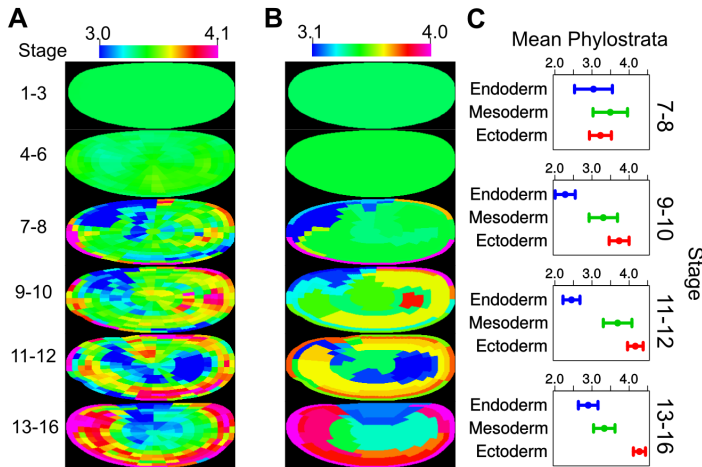 A
B
C
Stage
3.0 4.1
3.1 4.0
Mean Phylostrata
1-3
4-6
7-8
9-10
11-12
13-16
2.0 3.0 4.0
Endoderm
Mesoderm
Ectoderm
7-8
2.0 3.0 4.0
Endoderm
Mesoderm
Ectoderm
9-10
2.0 3.0 4.0
Endoderm
Mesoderm
Ectoderm
11-12
2.0 3.0 4.0
Endoderm
Mesoderm
Ectoderm
13-16
Stage